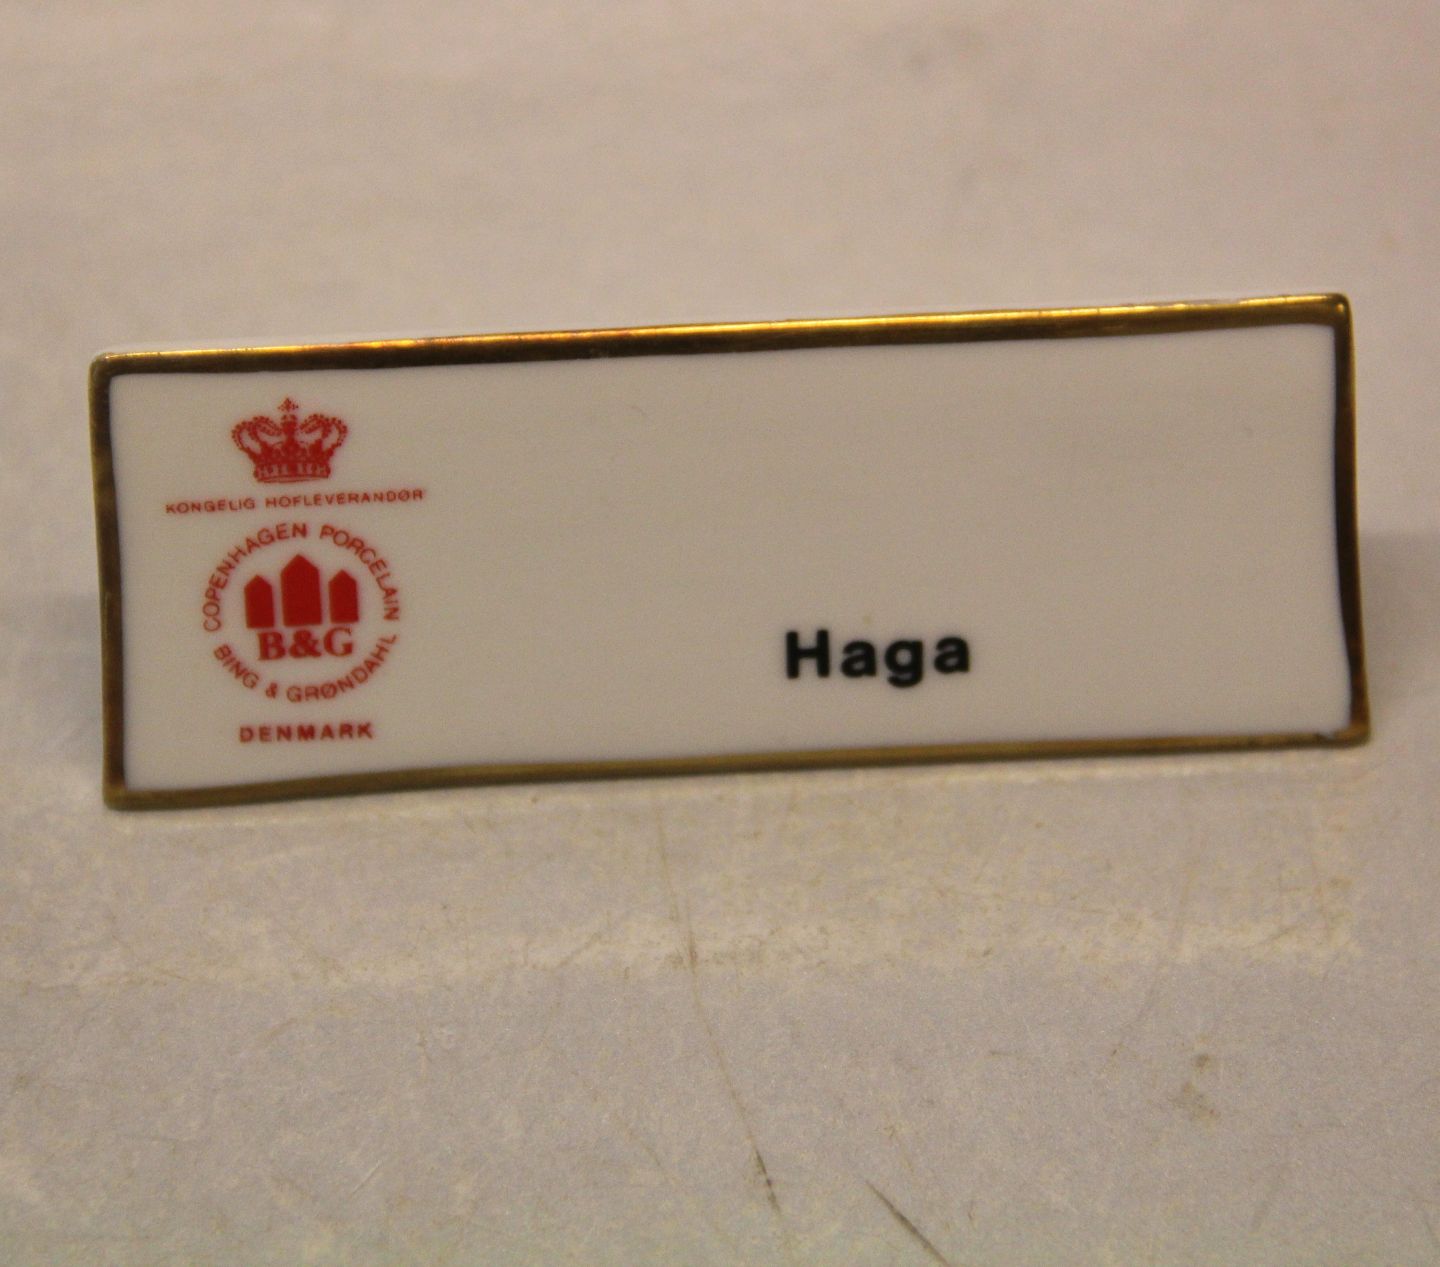 KONGELIG HOFLEVERANDØR
COPENHAGEN PORCELAIN
B&G
BING & GRØNDAHL
DENMARK
Haga